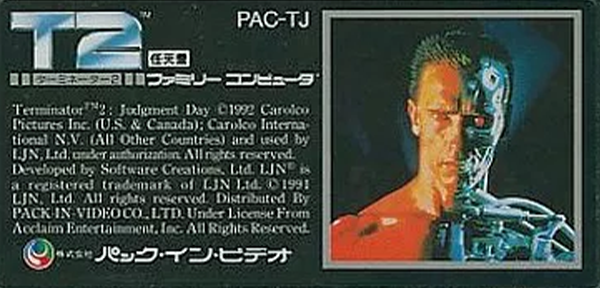 T2™
PAC-TJ
任天堂
ターミネーター2
ファミリー コンピュータ
Terminator™2: Judgment Day ©1992 Carolco
Pictures Inc. (U.S. & Canada); Carolco Interna-
tional N.V. (All Other Countries) and used by
LJN, Ltd. under authorization. All rights reserved.
Developed by Software Creations, Ltd. LJN® is
a registered trademark of LJN Ltd. ©1991
LJN, Ltd. All rights reserved. Distributed By
PACK-IN-VIDEO CO., LTD. Under License From
Acclaim Entertainment, Inc. All Rights Reserved.
株式会社 パック・イン・ビデオ